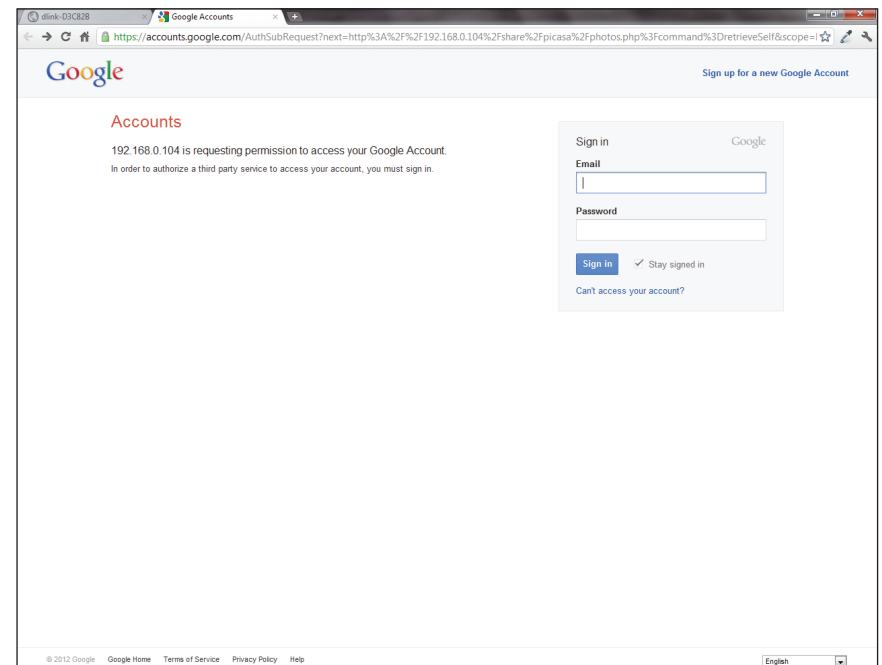 dlink-D3C82B
Google Accounts
https://accounts.google.com/AuthSubRequest?next=http%3A%2F%2F192.168.0.104%2Fshare%2Fpicasa%2Fphotos.php%3Fcommand%3DretrieveSelf&scope=
Google
Sign up for a new Google Account
Accounts
192.168.0.104 is requesting permission to access your Google Account.
In order to authorize a third party service to access your account, you must sign in.
Sign in Google
Email
Password
Sign in Stay signed in
Can't access your account?
© 2012 Google Google Home Terms of Service Privacy Policy Help
English